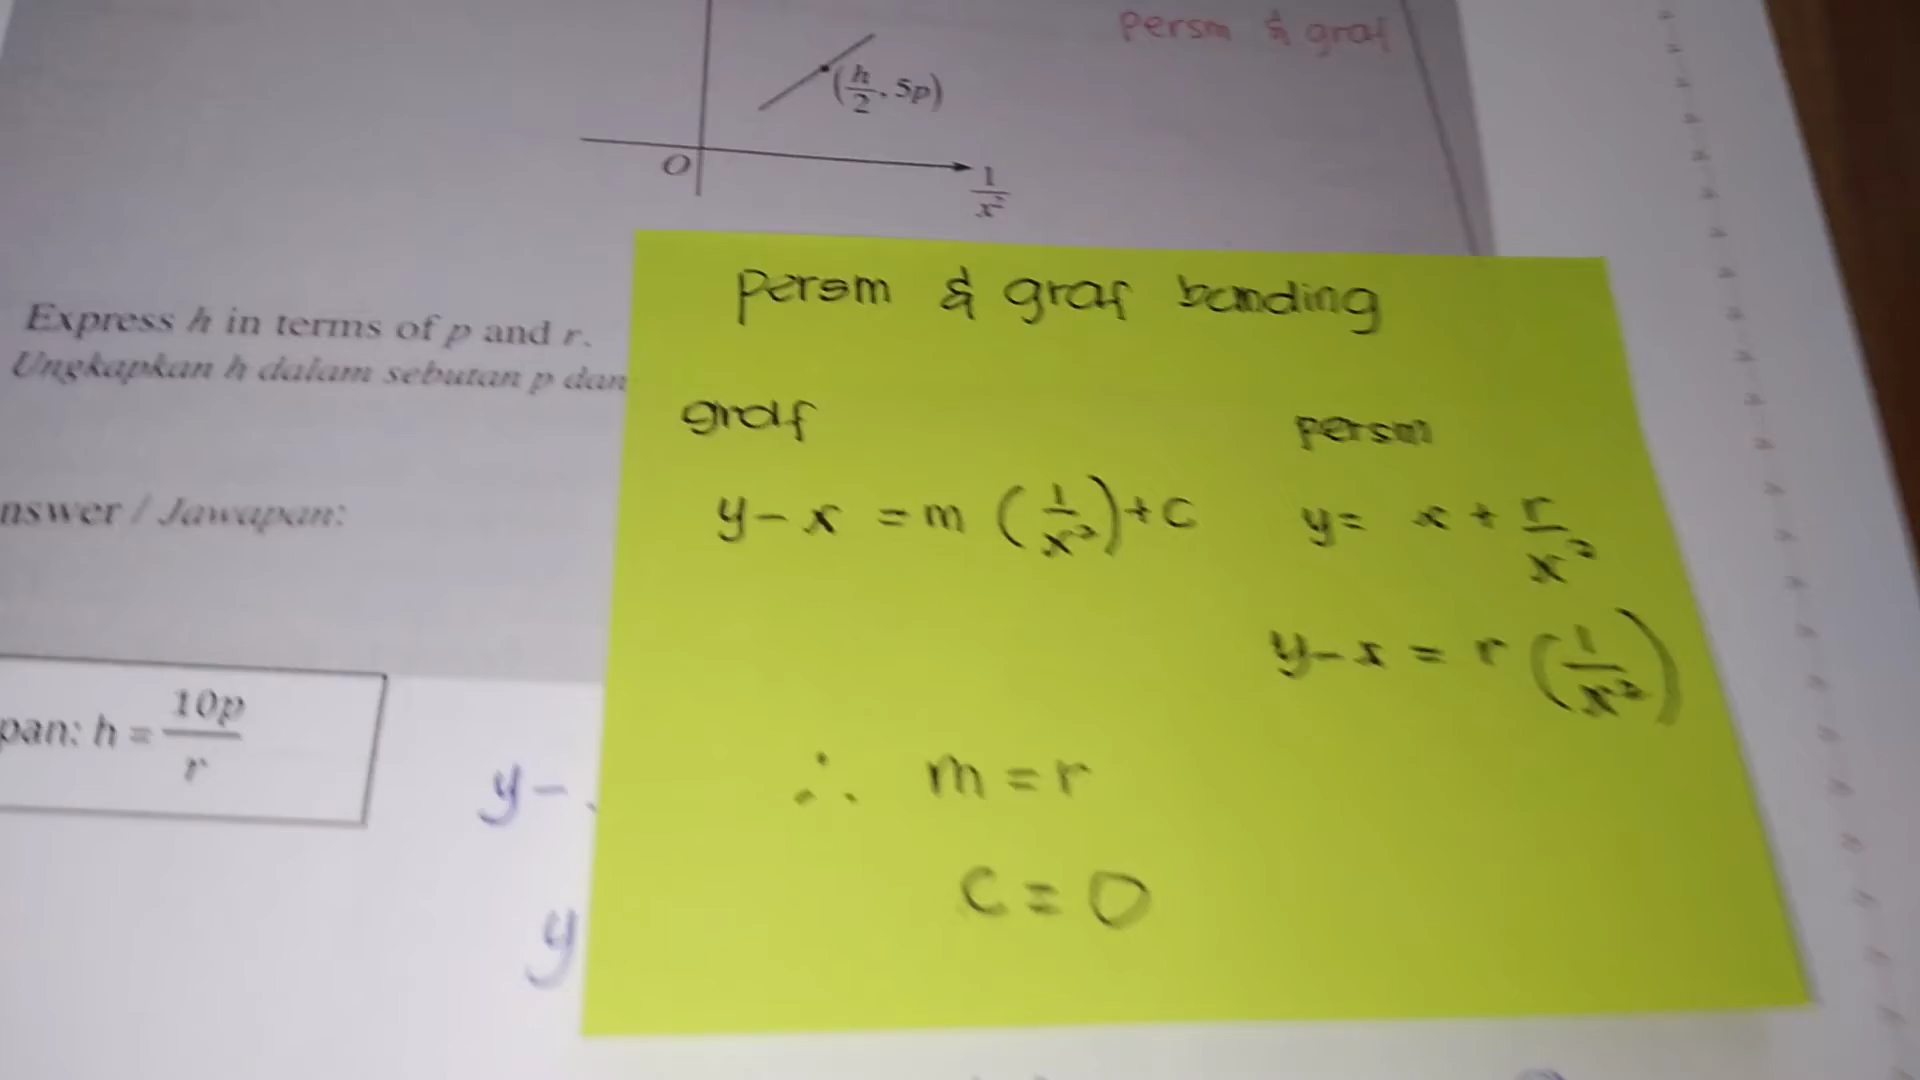 persm & graf
(h/2, 5p)
O
1/x²
Express h in terms of p and r.
Ungkapkan h dalam sebutan p dan
nswer / Jawapan:
pan: h = 10p/r
y-
y
persm & graf banding
graf
persm
y - x = m (1/x²) + c
y = x + r/x²
y - x = r (1/x²)
∴ m = r
c = 0